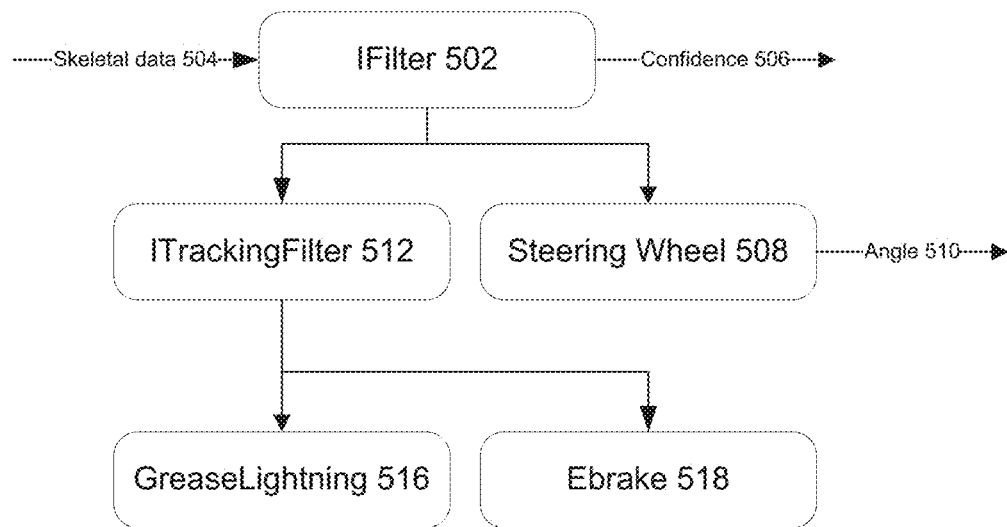 Skeletal data 504
IFilter 502
Confidence 506
ITrackingFilter 512
Steering Wheel 508
Angle 510
GreaseLightning 516
Ebrake 518